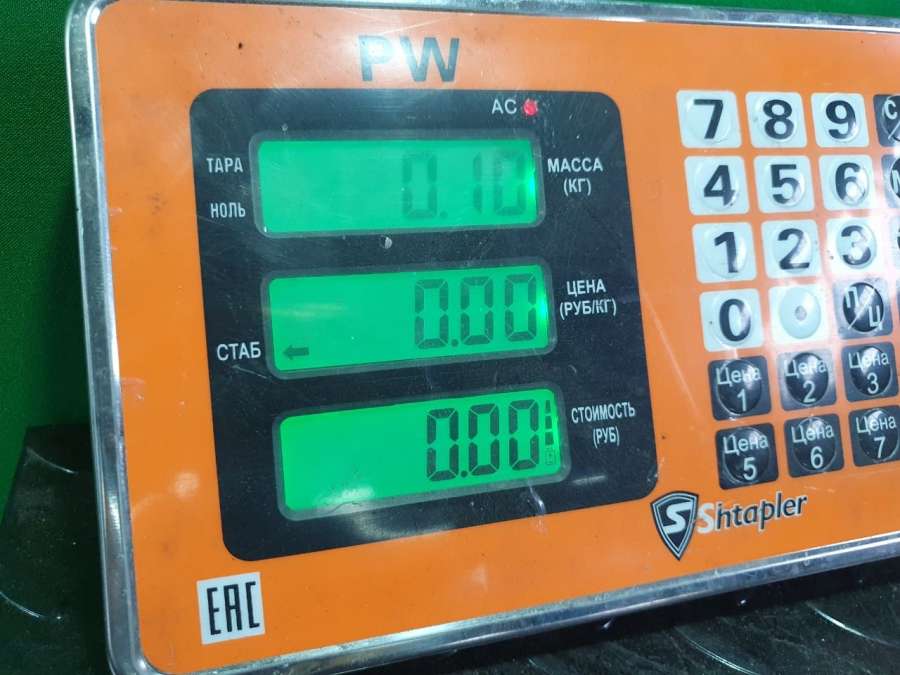 PW
AC
ТАРА
НОЛЬ
0.10
МАССА
(КГ)
СТАБ
0.00
ЦЕНА
(РУБ/КГ)
0.00
СТОИМОСТЬ
(РУБ)
7 8 9 C
4 5 6
1 2 3
0
Цена 1
Цена 2
Цена 3
Цена 5
Цена 6
Цена 7
S Shtapler
EAC